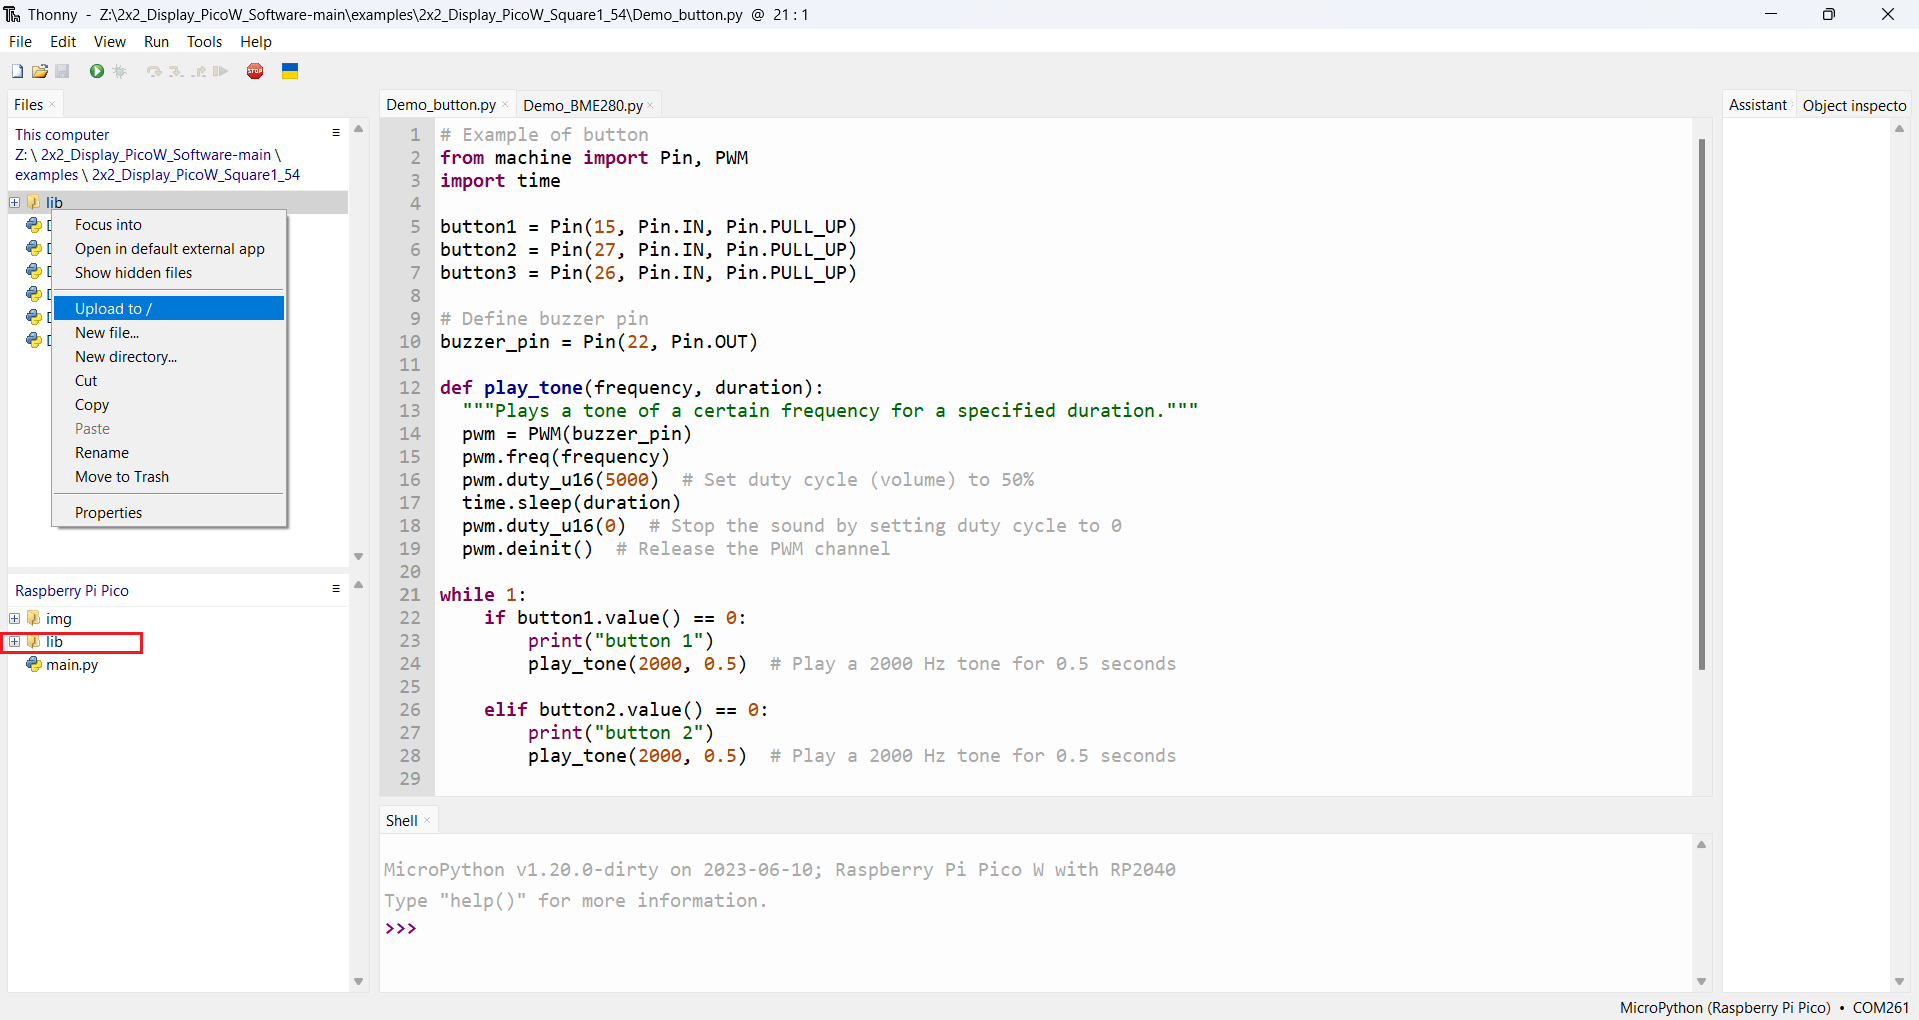 Thonny - Z:\2x2_Display_PicoW_Software-main\examples\2x2_Display_PicoW_Square1_54\Demo_button.py @ 21 : 1
File Edit View Run Tools Help
STOP
Files
This computer
Z: \ 2x2_Display_PicoW_Software-main \
examples \ 2x2_Display_PicoW_Square1_54
lib
Focus into
Open in default external app
Show hidden files
Upload to /
New file...
New directory...
Cut
Copy
Paste
Rename
Move to Trash
Properties
Raspberry Pi Pico
img
lib
main.py
Demo_button.py Demo_BME280.py
1 # Example of button
2 from machine import Pin, PWM
3 import time
4
5 button1 = Pin(15, Pin.IN, Pin.PULL_UP)
6 button2 = Pin(27, Pin.IN, Pin.PULL_UP)
7 button3 = Pin(26, Pin.IN, Pin.PULL_UP)
8
9 # Define buzzer pin
10 buzzer_pin = Pin(22, Pin.OUT)
11
12 def play_tone(frequency, duration):
13 """Plays a tone of a certain frequency for a specified duration."""
14 pwm = PWM(buzzer_pin)
15 pwm.freq(frequency)
16 pwm.duty_u16(5000) # Set duty cycle (volume) to 50%
17 time.sleep(duration)
18 pwm.duty_u16(0) # Stop the sound by setting duty cycle to 0
19 pwm.deinit() # Release the PWM channel
20
21 while 1:
22 if button1.value() == 0:
23 print("button 1")
24 play_tone(2000, 0.5) # Play a 2000 Hz tone for 0.5 seconds
25
26 elif button2.value() == 0:
27 print("button 2")
28 play_tone(2000, 0.5) # Play a 2000 Hz tone for 0.5 seconds
29
Shell
MicroPython v1.20.0-dirty on 2023-06-10; Raspberry Pi Pico W with RP2040
Type "help()" for more information.
>>>
Assistant Object inspecto
MicroPython (Raspberry Pi Pico) • COM261